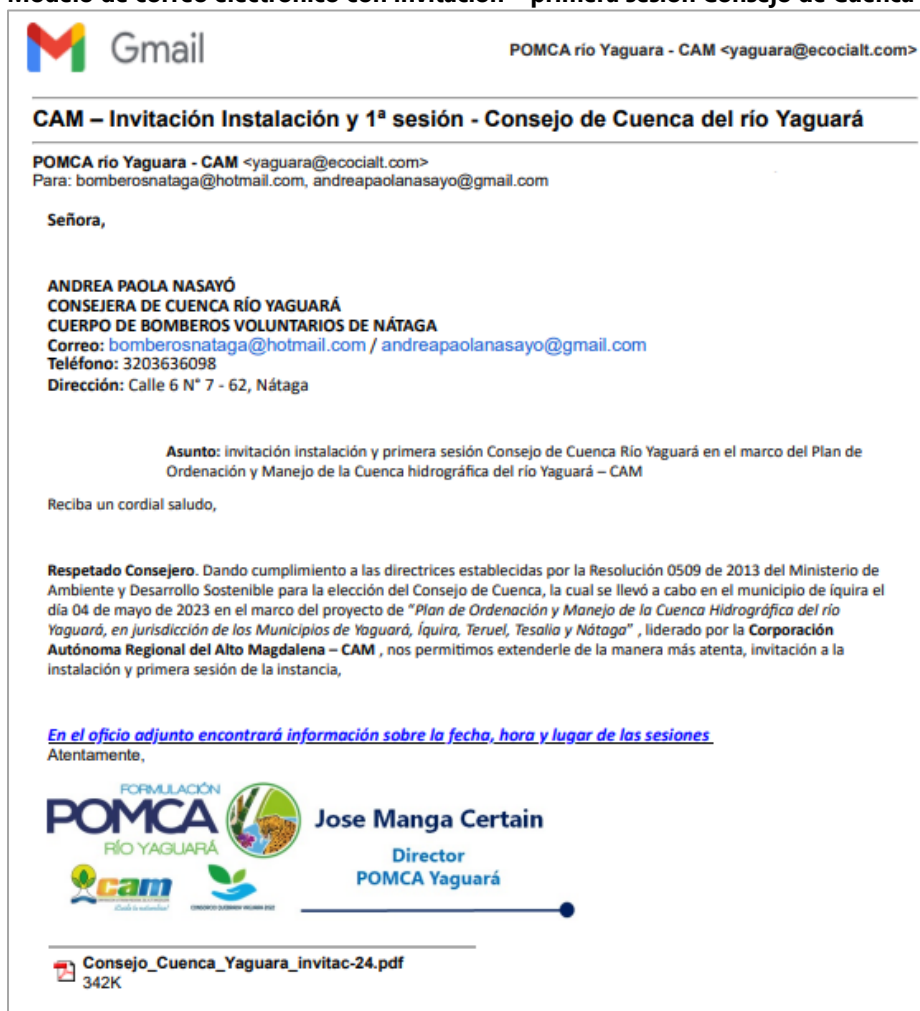 Modelo de correo electrónico con invitación – primera sesión Consejo de Cuenca
Gmail
POMCA río Yaguara - CAM <yaguara@ecocialt.com>
CAM – Invitación Instalación y 1ª sesión - Consejo de Cuenca del río Yaguará
POMCA río Yaguara - CAM <yaguara@ecocialt.com>
Para: bomberosnataga@hotmail.com, andreapaolanasayo@gmail.com
Señora,
ANDREA PAOLA NASAYÓ
CONSEJERA DE CUENCA RÍO YAGUARÁ
CUERPO DE BOMBEROS VOLUNTARIOS DE NÁTAGA
Correo: bomberosnataga@hotmail.com / andreapaolanasayo@gmail.com
Teléfono: 3203636098
Dirección: Calle 6 N° 7 - 62, Nátaga
Asunto: invitación instalación y primera sesión Consejo de Cuenca Río Yaguará en el marco del Plan de
Ordenación y Manejo de la Cuenca hidrográfica del río Yaguará – CAM
Reciba un cordial saludo,
Respetado Consejero. Dando cumplimiento a las directrices establecidas por la Resolución 0509 de 2013 del Ministerio de
Ambiente y Desarrollo Sostenible para la elección del Consejo de Cuenca, la cual se llevó a cabo en el municipio de íquira el
día 04 de mayo de 2023 en el marco del proyecto de “Plan de Ordenación y Manejo de la Cuenca Hidrográfica del río
Yaguará, en jurisdicción de los Municipios de Yaguará, Íquira, Teruel, Tesalia y Nátaga” , liderado por la Corporación
Autónoma Regional del Alto Magdalena – CAM , nos permitimos extenderle de la manera más atenta, invitación a la
instalación y primera sesión de la instancia,
En el oficio adjunto encontrará información sobre la fecha, hora y lugar de las sesiones
Atentamente,
FORMULACIÓN
POMCA
RÍO YAGUARÁ
cam
Jose Manga Certain
Director
POMCA Yaguará
Consejo_Cuenca_Yaguara_invitac-24.pdf
342K